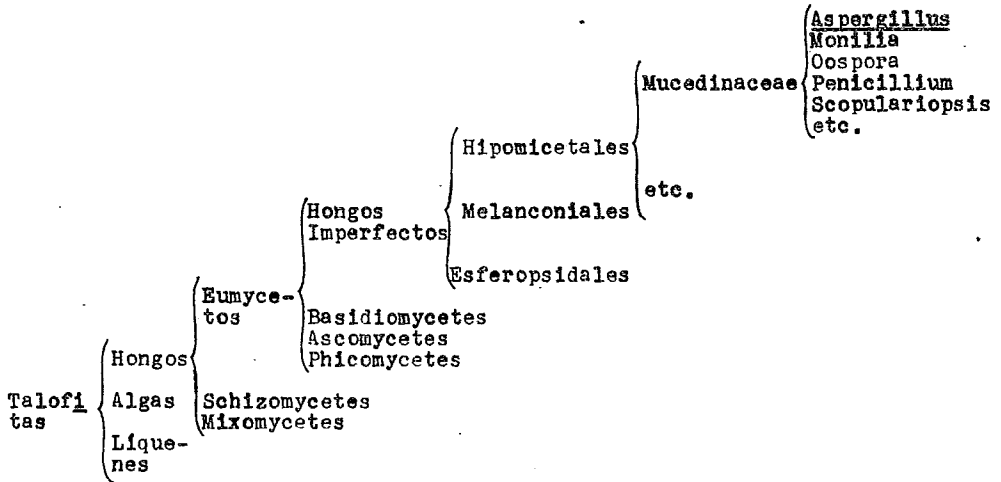 Aspergillus
Monilia
Oospora
Mucedinaceae Penicillium
Scopulariopsis
etc.
Hipomicetales
etc.
Hongos Melanconiales
Imperfectos
Esferopsidales
Eumyce-
tos Basidiomycetes
Ascomycetes
Hongos Phicomycetes
Talofi Algas Schizomycetes
tas Mixomycetes
Líque-
nes